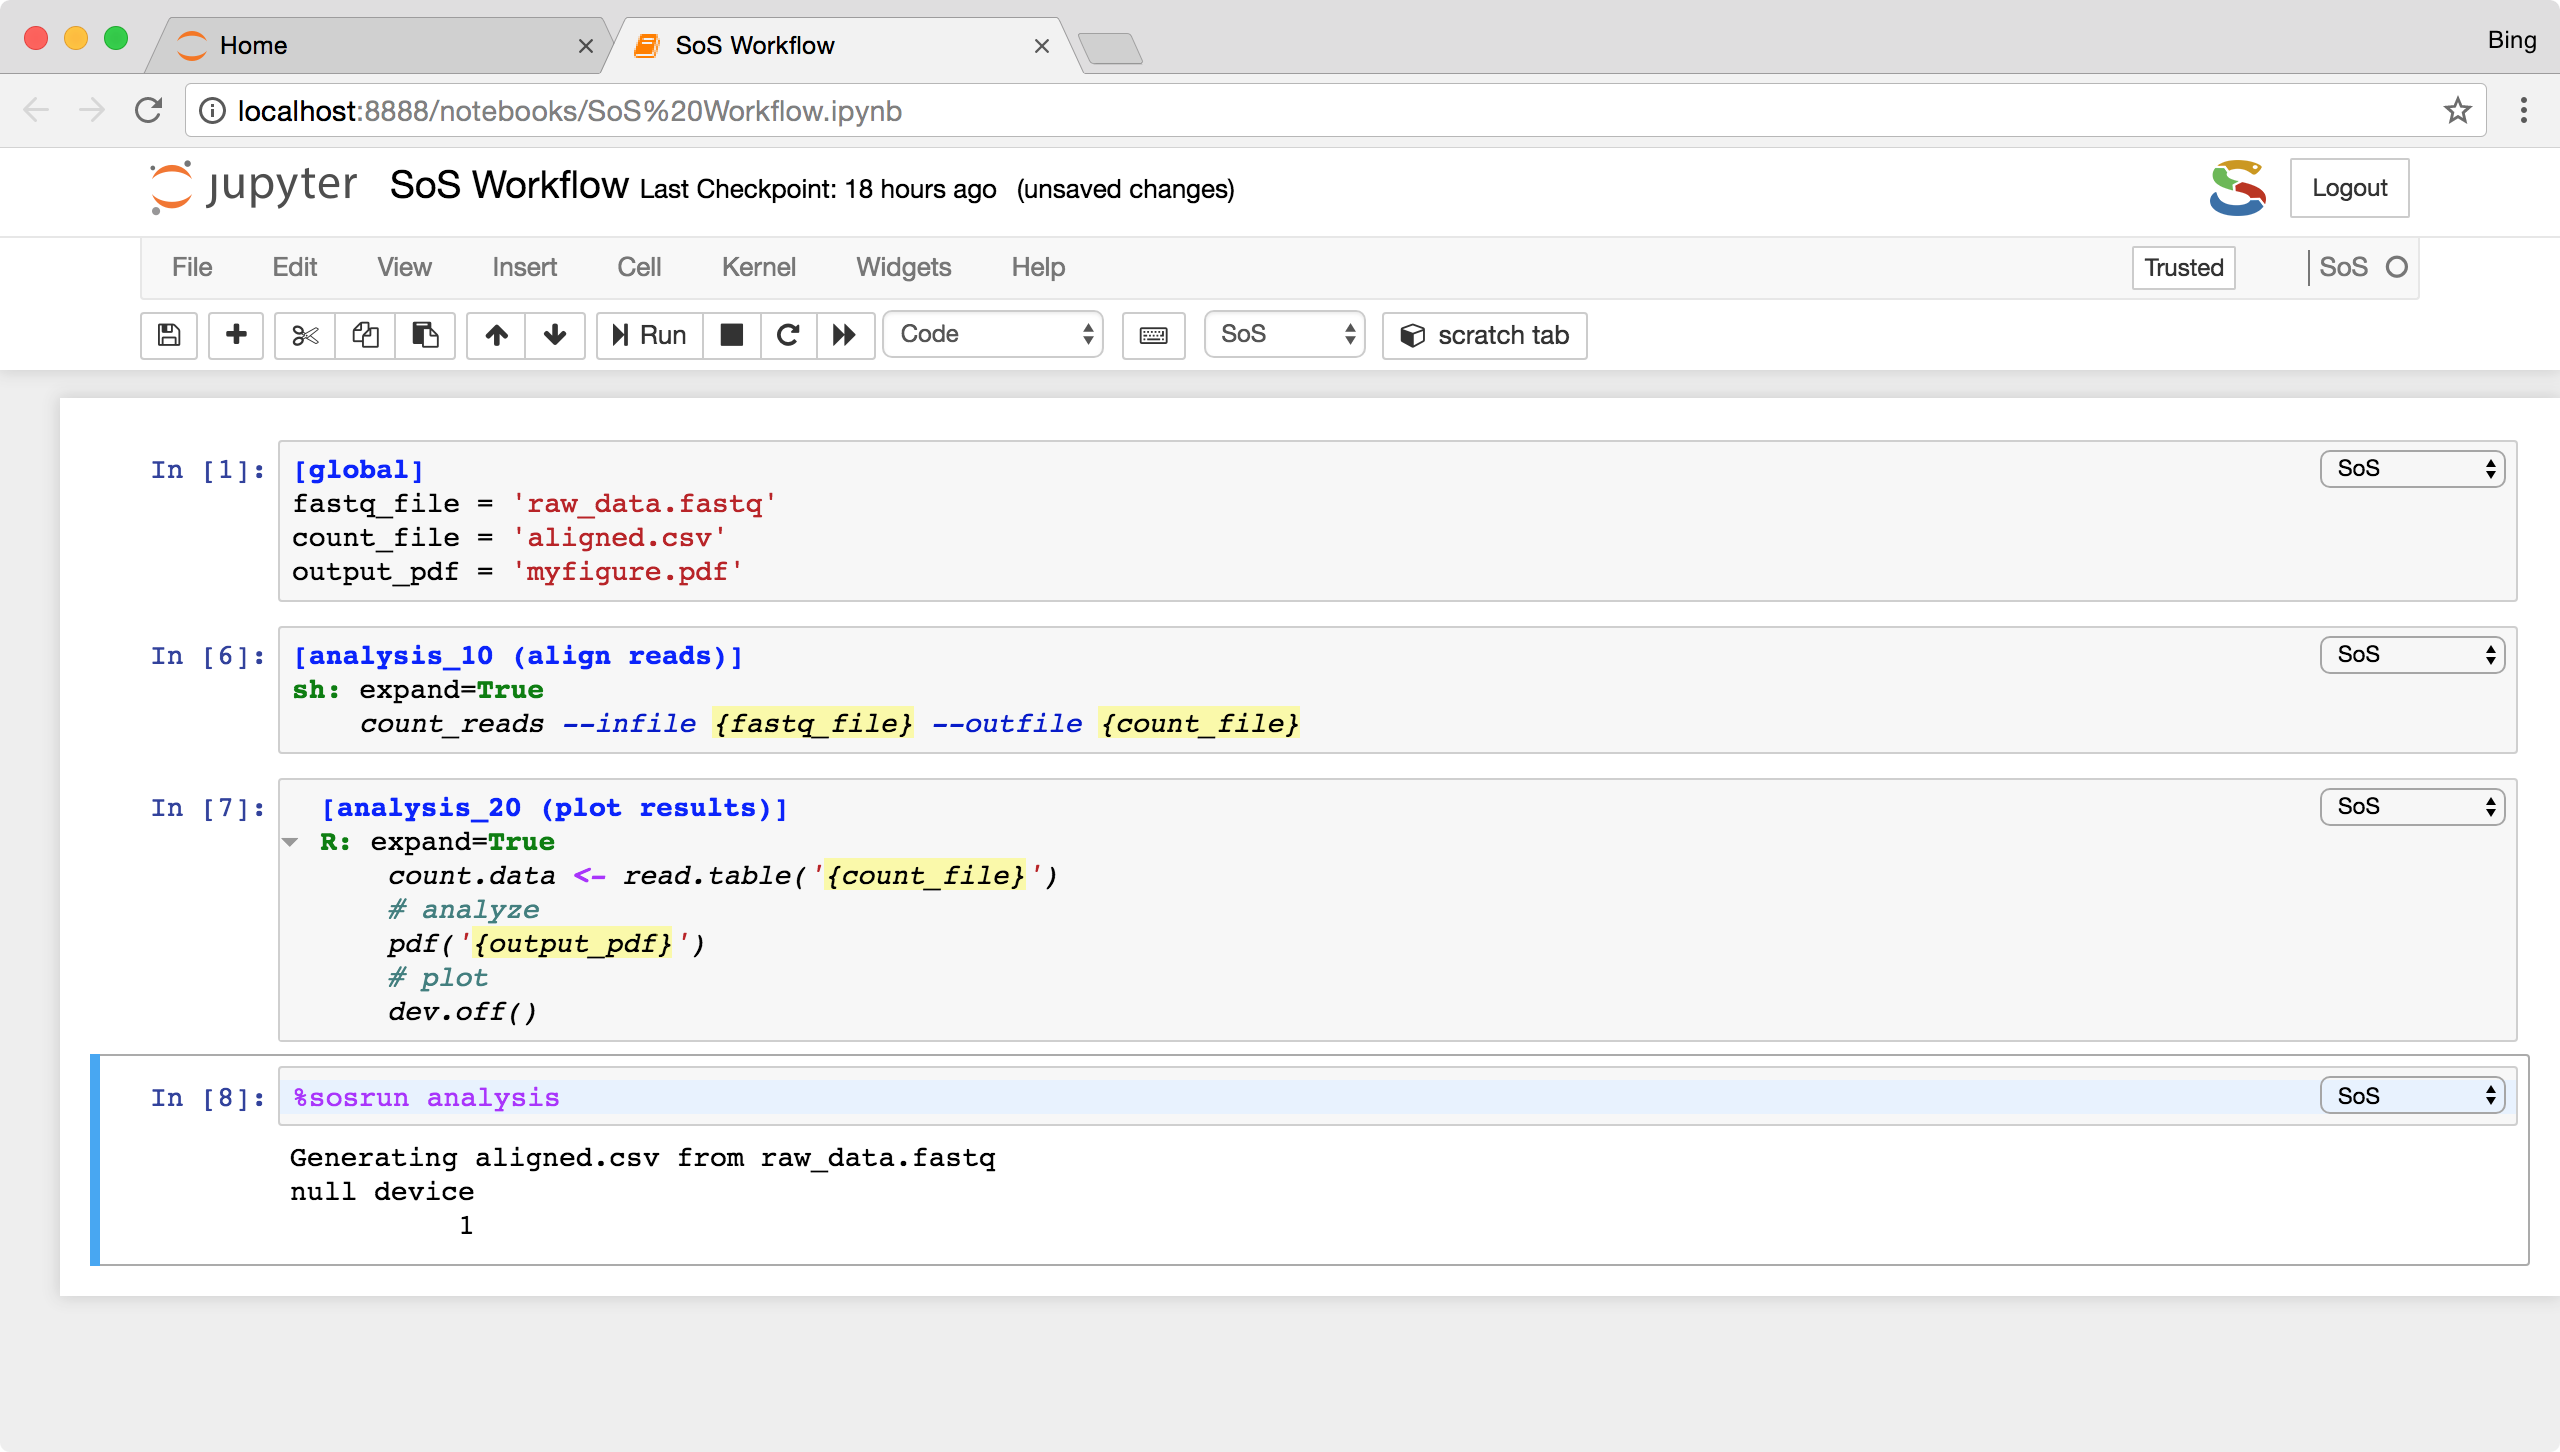 Home
SoS Workflow
Bing
localhost:8888/notebooks/SoS%20Workflow.ipynb
jupyter SoS Workflow Last Checkpoint: 18 hours ago (unsaved changes)
Logout
File Edit View Insert Cell Kernel Widgets Help
Trusted
SoS
Run
Code
SoS
scratch tab
In [1]:
[global]
SoS
fastq_file = 'raw_data.fastq'
count_file = 'aligned.csv'
output_pdf = 'myfigure.pdf'
In [6]:
[analysis_10 (align reads)]
SoS
sh: expand=True
count_reads --infile {fastq_file} --outfile {count_file}
In [7]:
[analysis_20 (plot results)]
SoS
R: expand=True
count.data <- read.table('{count_file}')
# analyze
pdf('{output_pdf}')
# plot
dev.off()
In [8]:
%sosrun analysis
SoS
Generating aligned.csv from raw_data.fastq
null device
1